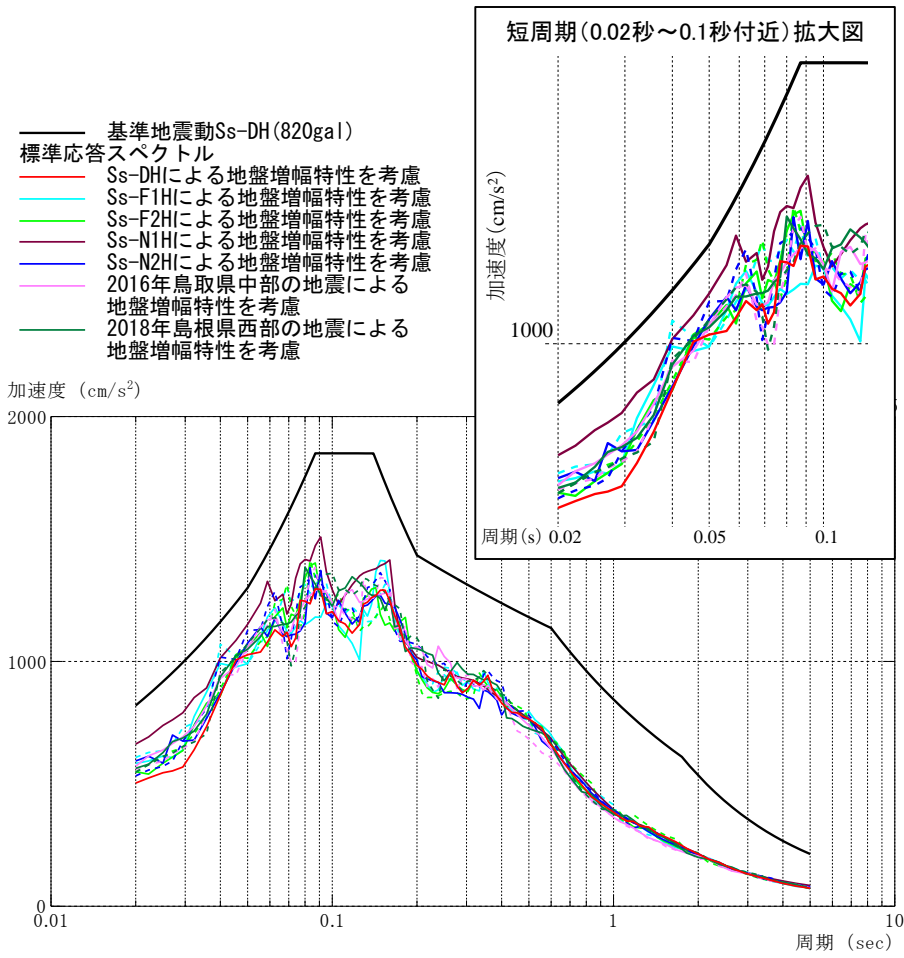 短周期(0.02秒～0.1秒付近)拡大図
基準地震動Ss-DH(820gal)
標準応答スペクトル
Ss-DHによる地盤増幅特性を考慮
Ss-F1Hによる地盤増幅特性を考慮
Ss-F2Hによる地盤増幅特性を考慮
Ss-N1Hによる地盤増幅特性を考慮
Ss-N2Hによる地盤増幅特性を考慮
2016年鳥取県中部の地震による
地盤増幅特性を考慮
2018年島根県西部の地震による
地盤増幅特性を考慮
加速度(cm/s²)
1000
周期(s) 0.02 0.05 0.1
加速度 (cm/s²)
2000
1000
0
0.01 0.1 1 10
周期 (sec)